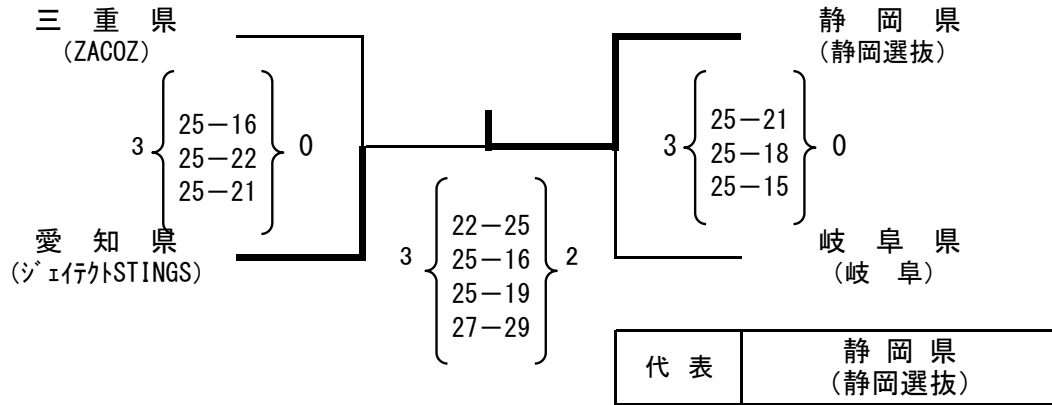 三 重 県
(ZACOZ)
静 岡 県
(静岡選抜)
3
25－16
25－22
25－21
0
3
25－21
25－18
25－15
0
愛 知 県
(ｼﾞｪｲﾃｸﾄSTINGS)
3
22－25
25－16
25－19
27－29
2
岐 阜 県
(岐 阜)
代 表
静 岡 県
(静岡選抜)